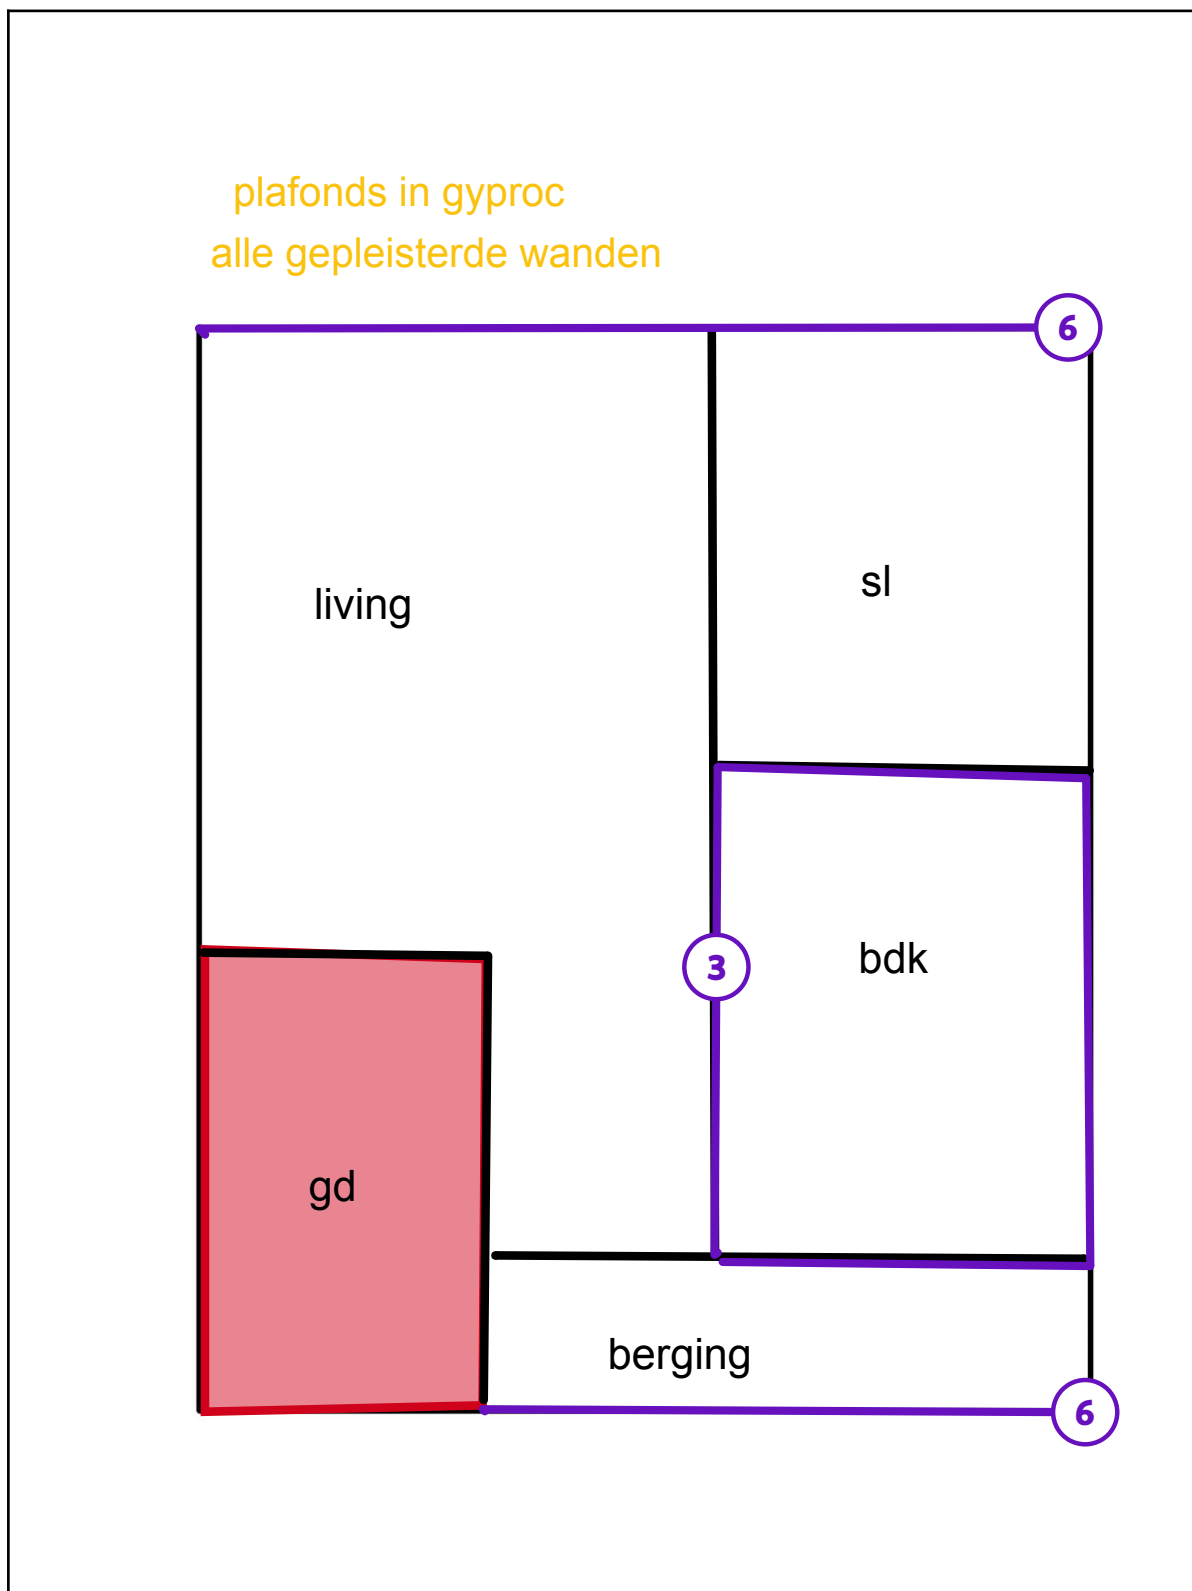 plafonds in gyproc
alle gepleisterde wanden
6
living
sl
3
bdk
gd
berging
6